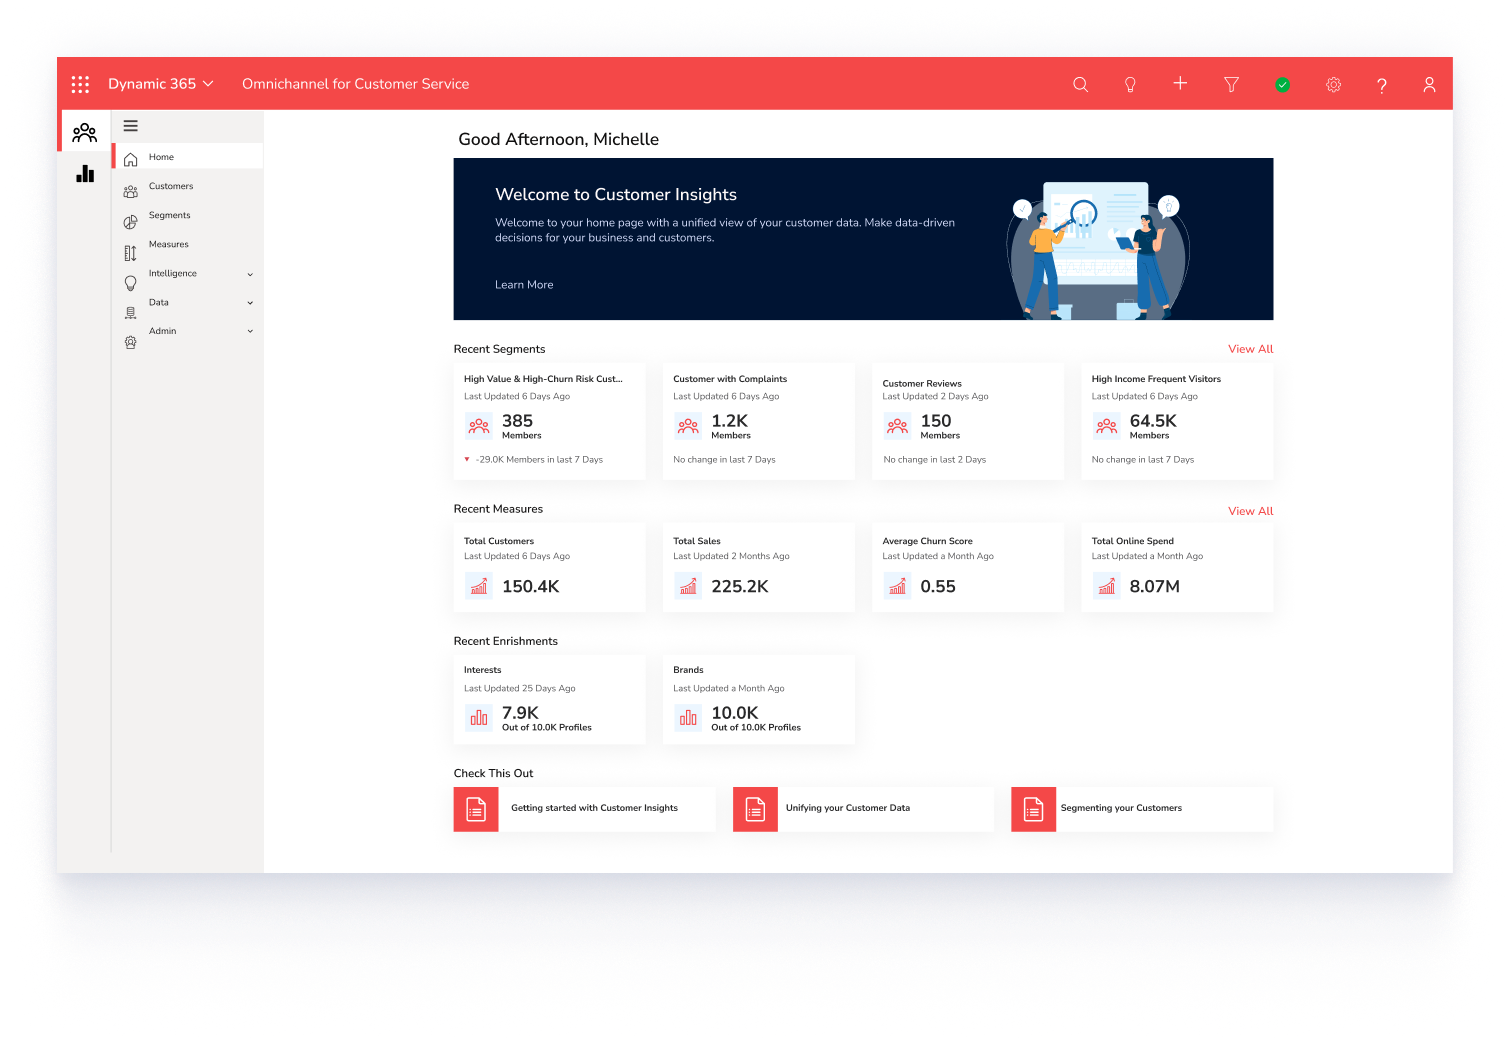 Dynamic 365
Omnichannel for Customer Service
Home
Customers
Segments
Measures
Intelligence
Data
Admin
Good Afternoon, Michelle
Welcome to Customer Insights
Welcome to your home page with a unified view of your customer data. Make data-driven
decisions for your business and customers.
Learn More
Recent Segments
View All
High Value & High-Churn Risk Cust...
Last Updated 6 Days Ago
385
Members
-29.0K Members in last 7 Days
Customer with Complaints
Last Updated 6 Days Ago
1.2K
Members
No change in last 7 Days
Customer Reviews
Last Updated 2 Days Ago
150
Members
No change in last 2 Days
High Income Frequent Visitors
Last Updated 6 Days Ago
64.5K
Members
No change in last 7 Days
Recent Measures
View All
Total Customers
Last Updated 6 Days Ago
150.4K
Total Sales
Last Updated 2 Months Ago
225.2K
Average Churn Score
Last Updated a Month Ago
0.55
Total Online Spend
Last Updated a Month Ago
8.07M
Recent Enrishments
Interests
Last Updated 25 Days Ago
7.9K
Out of 10.0K Profiles
Brands
Last Updated a Month Ago
10.0K
Out of 10.0K Profiles
Check This Out
Getting started with Customer Insights
Unifying your Customer Data
Segmenting your Customers